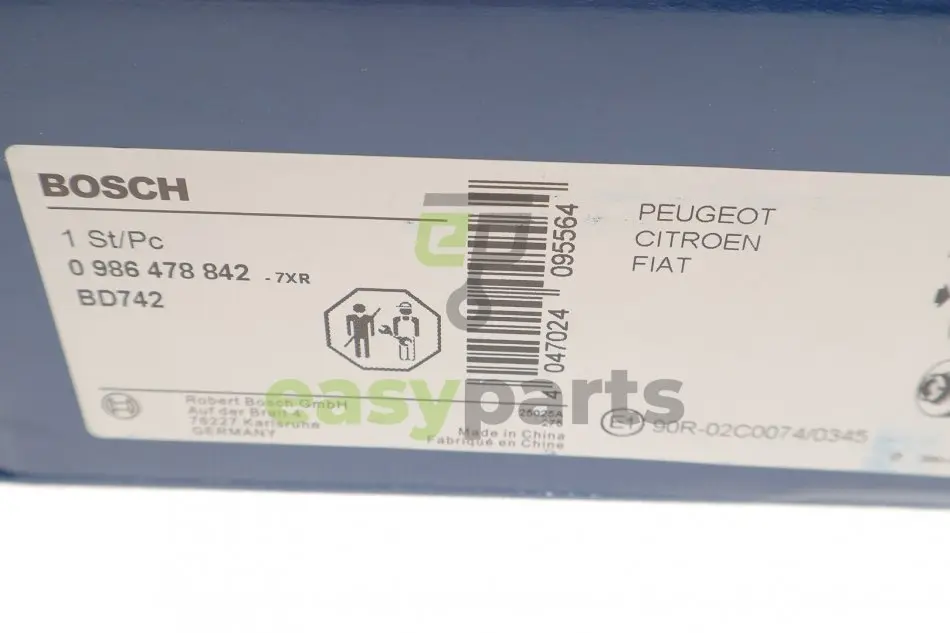 BOSCH
1 St/Pc
0 986 478 842 -7XR
BD742
4 047024 095564
PEUGEOT
CITROEN
FIAT
easyparts
Robert Bosch GmbH
Auf der Breit 4
76227 Karlsruhe
GERMANY
Made in China
Fabriqué en Chine
E1 90R-02C0074/0345